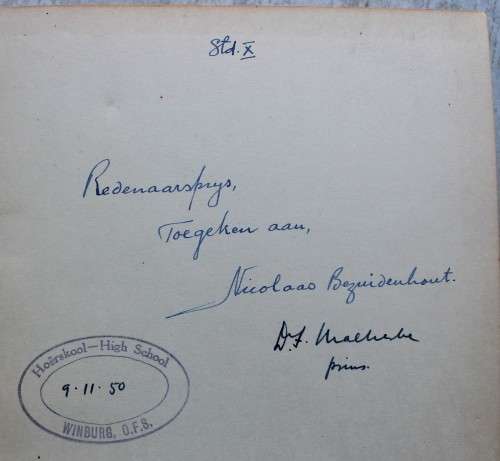 Std. X
Redenaarsprys,
Toegeken aan,
Nicolaas Bezuidenhout.
D.F. Malherbe
prins.
Hoërskool—High School
9.11.50
WINBURG, O.F.S.